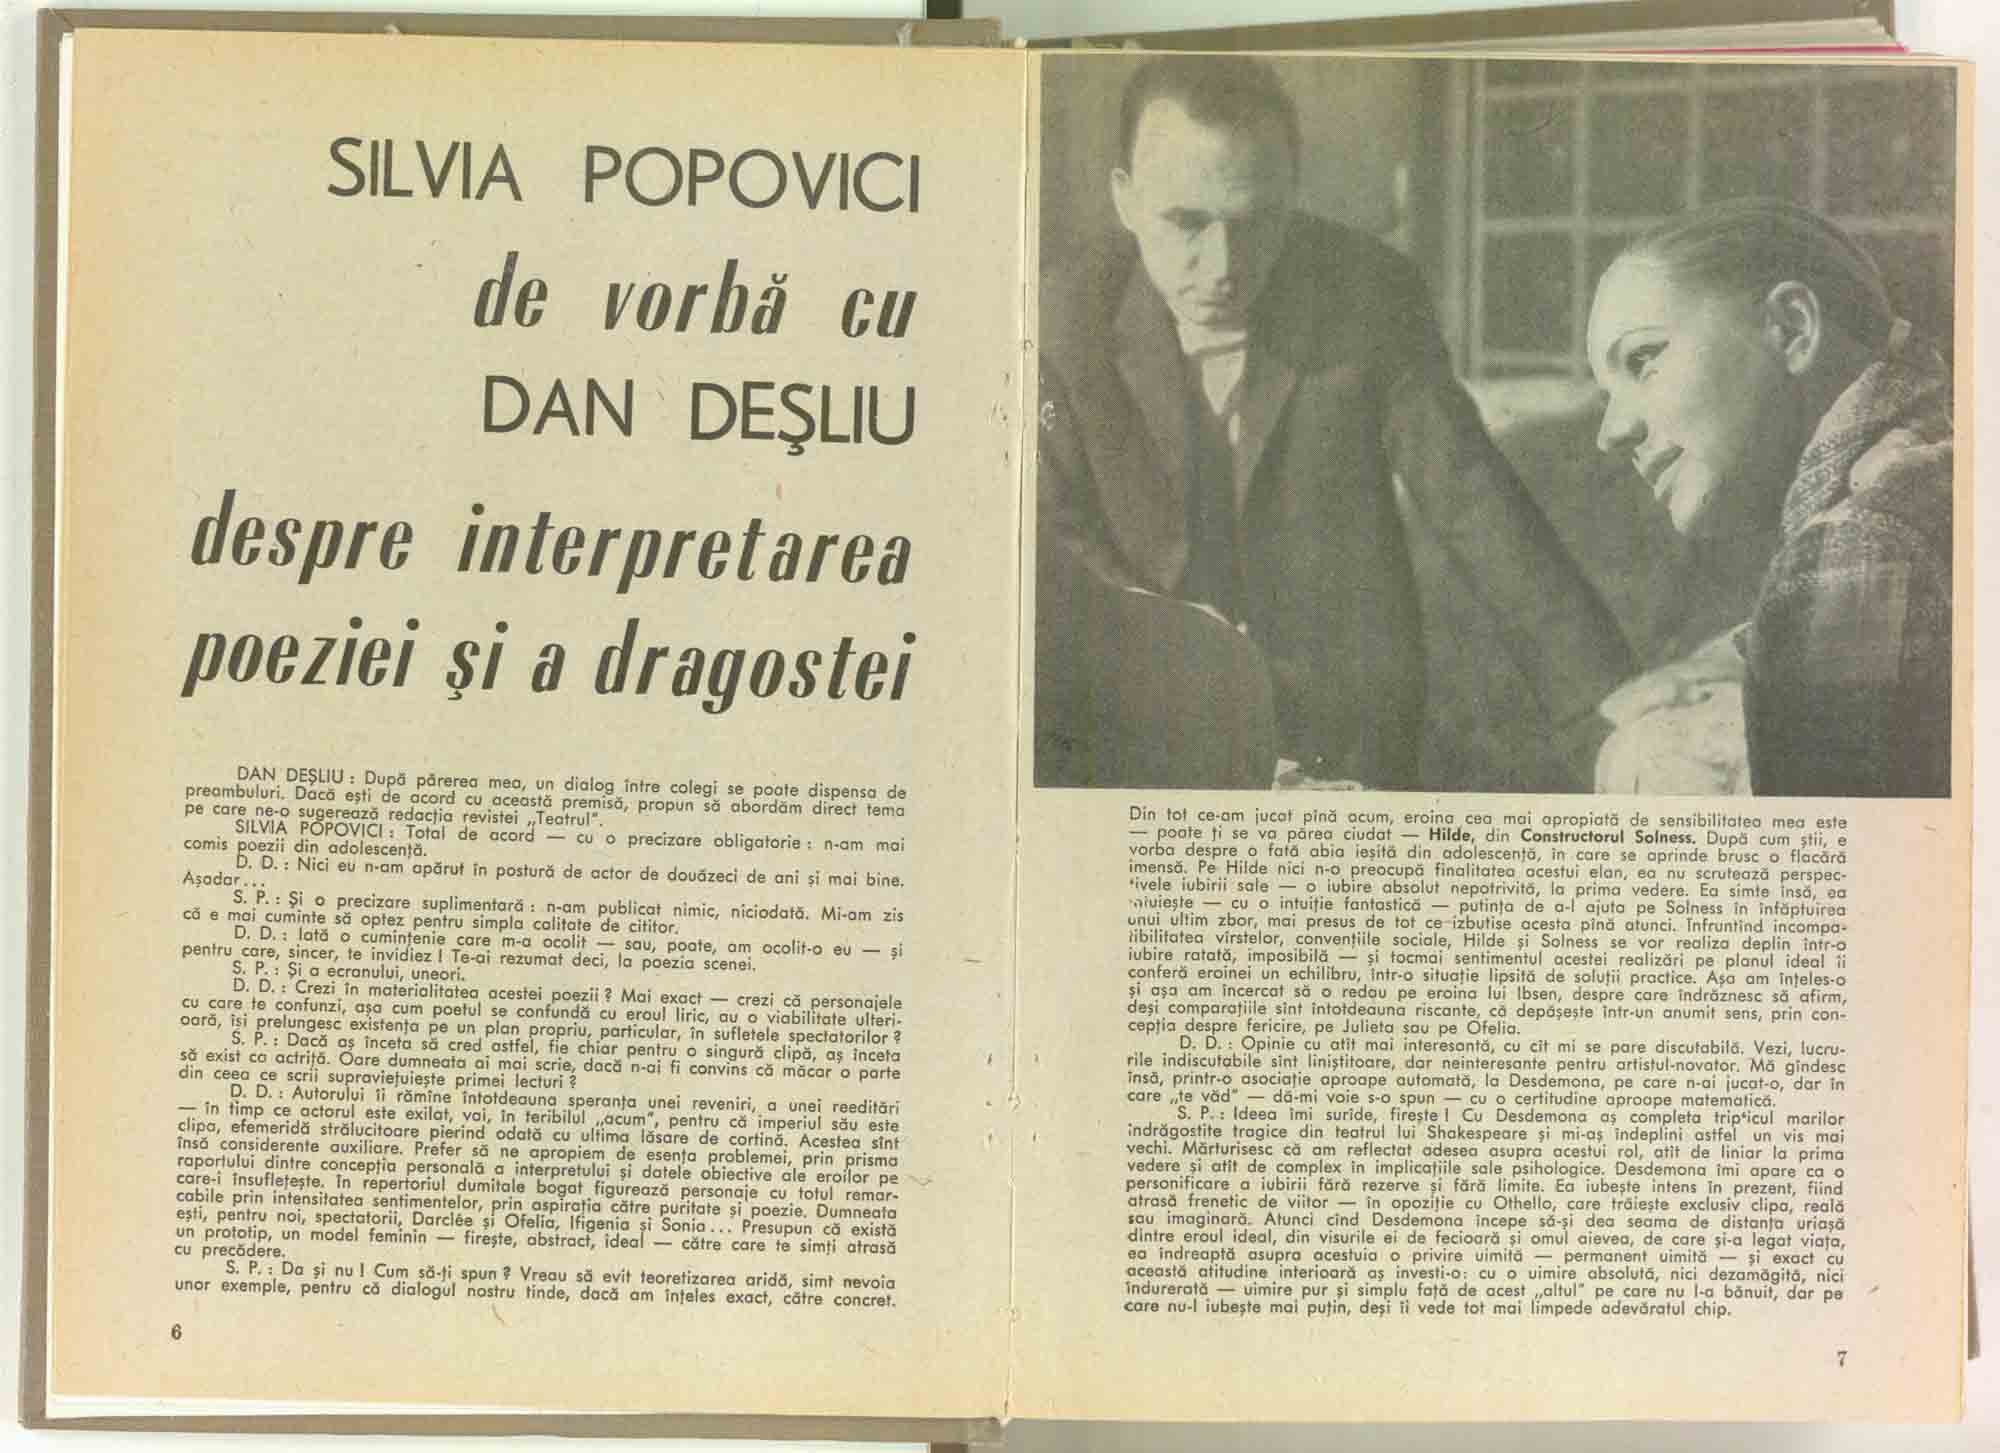 SILVIA POPOVICI
de vorbă cu
DAN DEŞLIU
despre interpretarea
poeziei şi a dragostei
DAN DEŞLIU : După părerea mea, un dialog între colegi se poate dispensa de
preambuluri. Dacă eşti de acord cu această premisă, propun să abordăm direct tema
pe care ne-o sugerează redacţia revistei „Teatrul".
SILVIA POPOVICI : Total de acord — cu o precizare obligatorie : n-am mai
comis poezii din adolescenţă.
D. D. : Nici eu n-am apărut în postură de actor de douăzeci de ani şi mai bine.
Aşadar...
S. P. : Şi o precizare suplimentară : n-am publicat nimic, niciodată. Mi-am zis
că e mai cuminte să optez pentru simpla calitate de cititor.
D. D. : Iată o cuminţenie care m-a ocolit — sau, poate, am ocolit-o eu — şi
pentru care, sincer, te invidiez ! Te-ai rezumat deci, la poezia scenei.
S. P. : Şi a ecranului, uneori.
D. D. : Crezi în materialitatea acestei poezii ? Mai exact — crezi că personajele
cu care te confunzi, aşa cum poetul se confundă cu eroul liric, au o viabilitate ulteri-
oară, îşi prelungesc existenţa pe un plan propriu, particular, în sufletele spectatorilor ?
S. P. : Dacă aş înceta să cred astfel, fie chiar pentru o singură clipă, aş înceta
să exist ca actriţă. Oare dumneata ai mai scrie, dacă n-ai fi convins că măcar o parte
din ceea ce scrii supravieţuieşte primei lecturi ?
D. D. : Autorului îi rămîne întotdeauna speranţa unei reveniri, a unei reeditări
— în timp ce actorul este exilat, vai, în teribilul „acum", pentru că imperiul său este
clipa, efemeridă strălucitoare pierind odată cu ultima lăsare de cortină. Acestea sînt
însă considerente auxiliare. Prefer să ne apropiem de esenţa problemei, prin prisma
raportului dintre concepţia personală a interpretului şi datele obiective ale eroilor pe
care-i însufleţeşte. În repertoriul dumitale bogat figurează personaje cu totul remar-
cabile prin intensitatea sentimentelor, prin aspiraţia către puritate şi poezie. Dumneata
eşti, pentru noi, spectatorii, Darclée şi Ofelia, Ifigenia şi Sonia... Presupun că există
un prototip, un model feminin — fireşte, abstract, ideal — către care te simţi atrasă
cu precădere.
S. P. : Da şi nu ! Cum să-ţi spun ? Vreau să evit teoretizarea aridă, simt nevoia
unor exemple, pentru că dialogul nostru tinde, dacă am înţeles exact, către concret.
6
Din tot ce-am jucat pînă acum, eroina cea mai apropiată de sensibilitatea mea este
— poate ţi se va părea ciudat — Hilde, din Constructorul Solness. După cum ştii, e
vorba despre o fată abia ieşită din adolescenţă, în care se aprinde brusc o flacără
imensă. Pe Hilde nici n-o preocupă finalitatea acestui elan, ea nu scrutează perspec-
tivele iubirii sale — o iubire absolut nepotrivită, la prima vedere. Ea simte însă, ea
— cu o intuiţie fantastică — putinţa de a-l ajuta pe Solness în înfăptuirea
unui ultim zbor, mai presus de tot ce izbutise acesta pînă atunci. Înfruntînd incompa-
tibilitatea vîrstelor, convenţiile sociale, Hilde şi Solness se vor realiza deplin într-o
iubire ratată, imposibilă — şi tocmai sentimentul acestei realizări pe planul ideal îi
conferă eroinei un echilibru, într-o situaţie lipsită de soluţii practice. Aşa am înţeles-o
şi aşa am încercat să o redau pe eroina lui Ibsen, despre care îndrăznesc să afirm,
deşi comparaţiile sînt întotdeauna riscante, că depăşeşte într-un anumit sens, prin con-
cepţia despre fericire, pe Julieta sau pe Ofelia.
D. D. : Opinie cu atît mai interesantă, cu cît mi se pare discutabilă. Vezi, lucru-
rile indiscutabile sînt liniştitoare, dar neinteresante pentru artistul-novator. Mă gîndesc
însă, printr-o asociaţie aproape automată, la Desdemona, pe care n-ai jucat-o, dar în
care „te văd" — dă-mi voie s-o spun — cu o certitudine aproape matematică.
S. P. : Ideea îmi surîde, fireşte ! Cu Desdemona aş completa tripticul marilor
îndrăgostite tragice din teatrul lui Shakespeare şi mi-aş îndeplini astfel un vis mai
vechi. Mărturisesc că am reflectat adesea asupra acestui rol, atît de liniar la prima
vedere şi atît de complex în implicaţiile sale psihologice. Desdemona îmi apare ca o
personificare a iubirii fără rezerve şi fără limite. Ea iubeşte intens în prezent, fiind
atrasă frenetic de viitor — în opoziţie cu Othello, care trăieşte exclusiv clipa, reală
sau imaginară. Atunci cînd Desdemona începe să-şi dea seama de distanţa uriaşă
dintre eroul ideal, din visurile ei de fecioară şi omul aievea, de care şi-a legat viaţa,
ea îndreaptă asupra acestuia o privire uimită — permanent uimită — şi exact cu
această atitudine interioară aş investi-o: cu o uimire absolută, nici dezamăgită, nici
îndurerată — uimire pur şi simplu faţă de acest „altul" pe care nu l-a bănuit, dar pe
care nu-l iubeşte mai puţin, deşi îi vede tot mai limpede adevăratul chip.
7